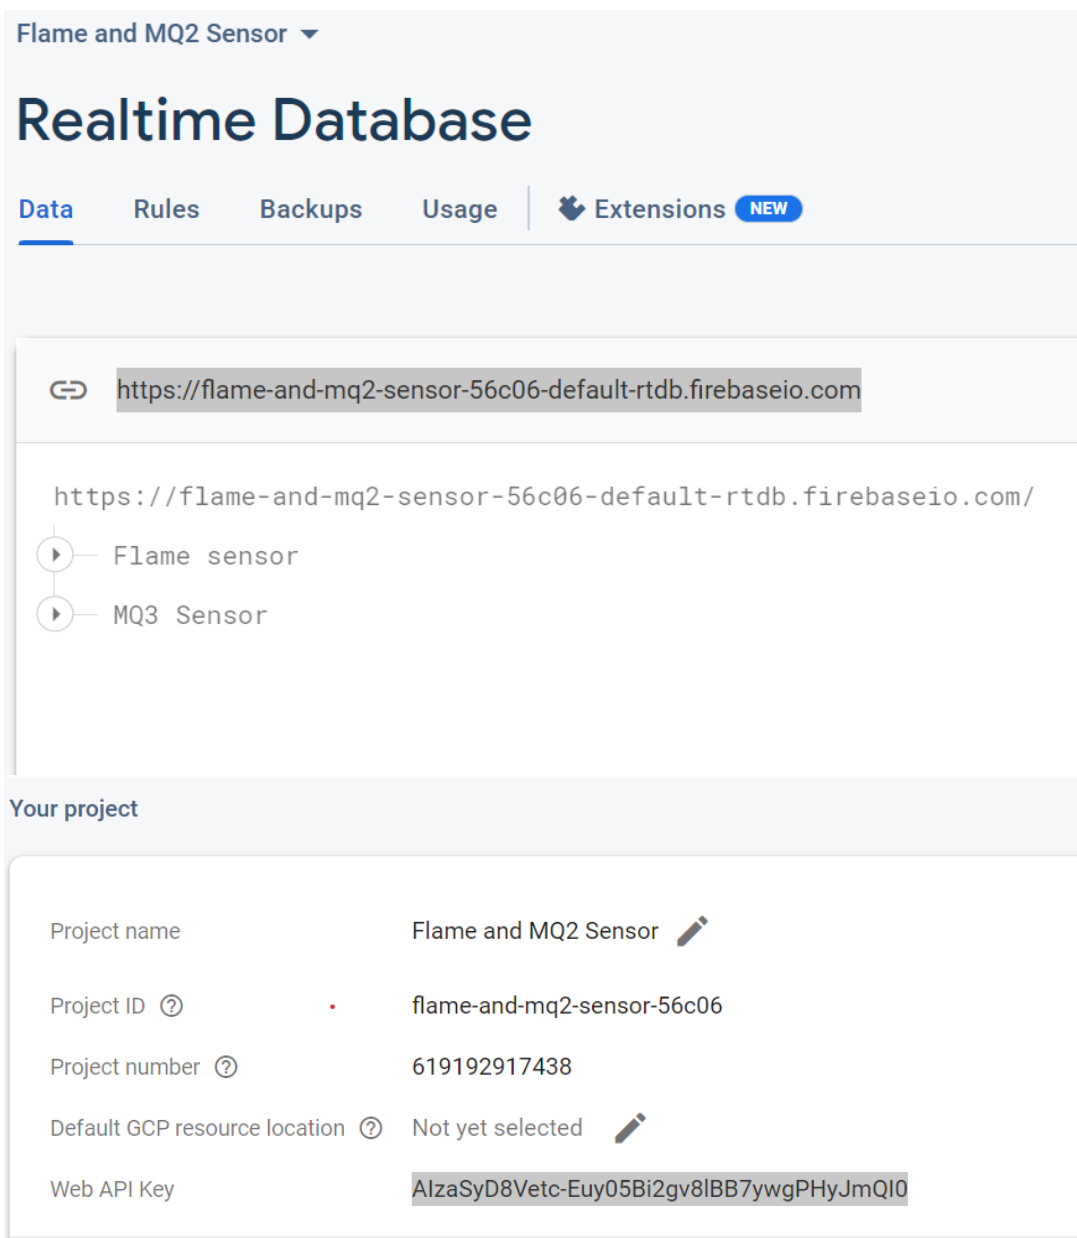 Flame and MQ2 Sensor
Realtime Database
Data Rules Backups Usage Extensions NEW
https://flame-and-mq2-sensor-56c06-default-rtdb.firebaseio.com
https://flame-and-mq2-sensor-56c06-default-rtdb.firebaseio.com/
Flame sensor
MQ3 Sensor
Your project
Project name Flame and MQ2 Sensor
Project ID flame-and-mq2-sensor-56c06
Project number 619192917438
Default GCP resource location Not yet selected
Web API Key AIzaSyD8Vetc-Euy05Bi2gv8lBB7ywgPHyJmQI0